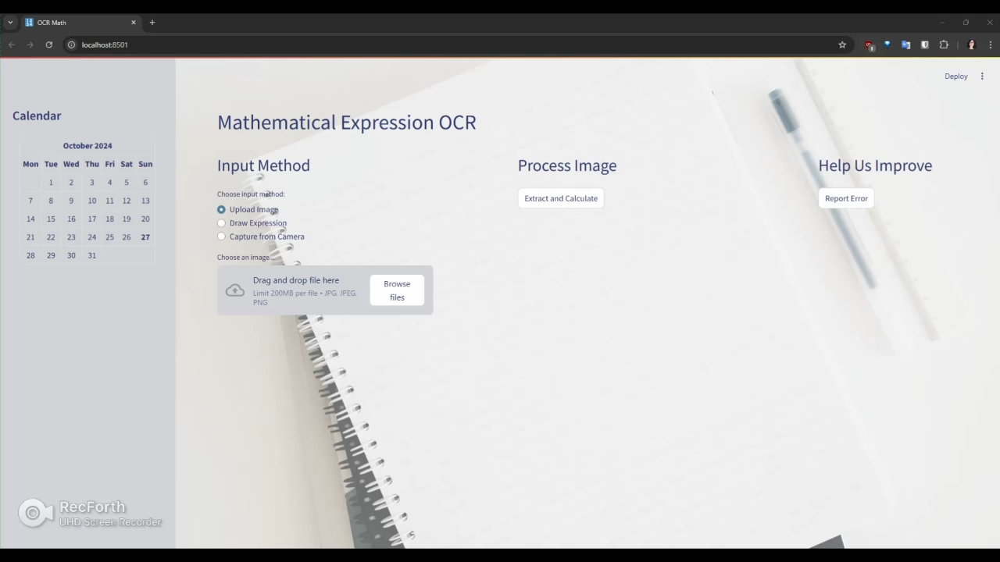 OCR Math
localhost:8501
Deploy
Calendar
October 2024
Mon Tue Wed Thu Fri Sat Sun
1 2 3 4 5 6
7 8 9 10 11 12 13
14 15 16 17 18 19 20
21 22 23 24 25 26 27
28 29 30 31
Mathematical Expression OCR
Input Method
Choose input method:
Upload Image
Draw Expression
Capture from Camera
Choose an image...
Drag and drop file here
Limit 200MB per file • JPG, JPEG,
PNG
Browse
files
Process Image
Extract and Calculate
Help Us Improve
Report Error
RecForth
UHD Screen Recorder